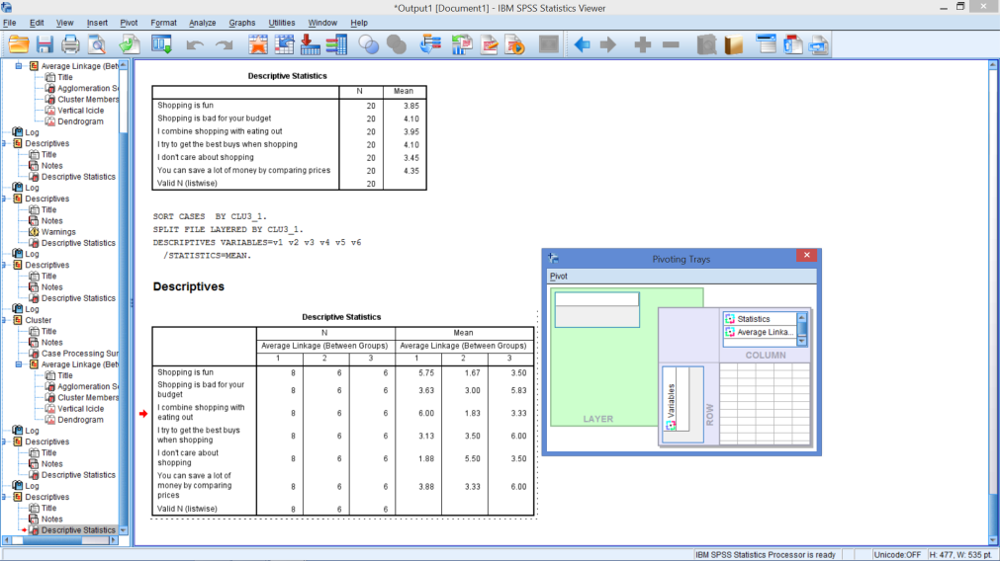 *Output1 [Document1] - IBM SPSS Statistics Viewer
File Edit View Insert Pivot Format Analyze Graphs Utilities Window Help
Average Linkage (Bet
Title
Agglomeration S
Cluster Members
Vertical Icicle
Dendrogram
Log
Descriptives
Title
Notes
Descriptive Statistics
Log
Descriptives
Title
Notes
Warnings
Descriptive Statistics
Log
Descriptives
Title
Notes
Descriptive Statistics
Log
Cluster
Title
Notes
Case Processing Sur
Average Linkage (Bet
Title
Agglomeration S
Cluster Members
Vertical Icicle
Dendrogram
Log
Descriptives
Title
Notes
Descriptive Statistics
Log
Descriptives
Title
Notes
Descriptive Statistics
Descriptive Statistics
N Mean
Shopping is fun 20 3.85
Shopping is bad for your budget 20 4.10
I combine shopping with eating out 20 3.95
I try to get the best buys when shopping 20 4.10
I don't care about shopping 20 3.45
You can save a lot of money by comparing prices 20 4.35
Valid N (listwise) 20
SORT CASES BY CLU3_1.
SPLIT FILE LAYERED BY CLU3_1.
DESCRIPTIVES VARIABLES=v1 v2 v3 v4 v5 v6
/STATISTICS=MEAN.
Descriptives
Descriptive Statistics
N Mean
Average Linkage (Between Groups) Average Linkage (Between Groups)
1 2 3 1 2 3
Shopping is fun 8 6 6 5.75 1.67 3.50
Shopping is bad for your
budget 8 6 6 3.63 3.00 5.83
I combine shopping with
eating out 8 6 6 6.00 1.83 3.33
I try to get the best buys
when shopping 8 6 6 3.13 3.50 6.00
I don't care about
shopping 8 6 6 1.88 5.50 3.50
You can save a lot of
money by comparing
prices 8 6 6 3.88 3.33 6.00
Valid N (listwise) 8 6 6
Pivoting Trays
Pivot
Statistics
Average Linka...
COLUMN
Variables
ROW
LAYER
IBM SPSS Statistics Processor is ready Unicode:OFF H: 477, W: 535 pt.